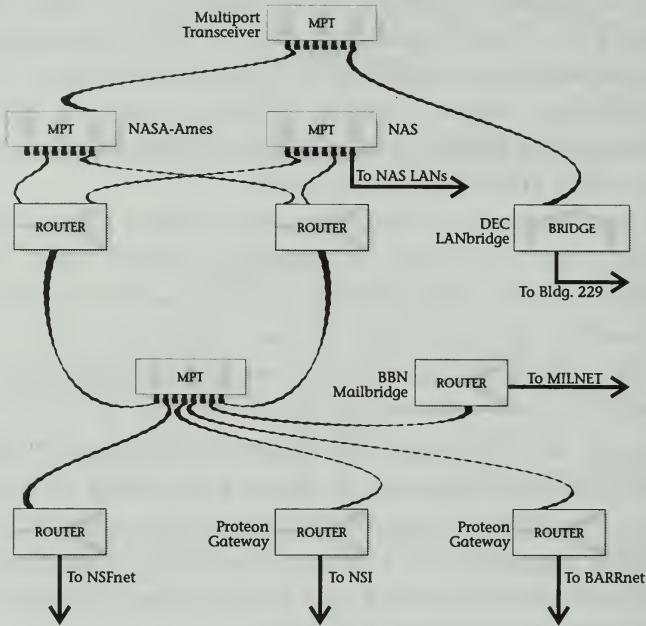 Multiport
Transceiver
MPT
MPT
NASA-Ames
MPT
NAS
To NAS LANs
ROUTER
ROUTER
DEC
LANbridge
BRIDGE
To Bldg. 229
MPT
BBN
Mailbridge
ROUTER
To MILNET
ROUTER
Proteon
Gateway
ROUTER
Proteon
Gateway
ROUTER
To NSFnet
To NSI
To BARRnet